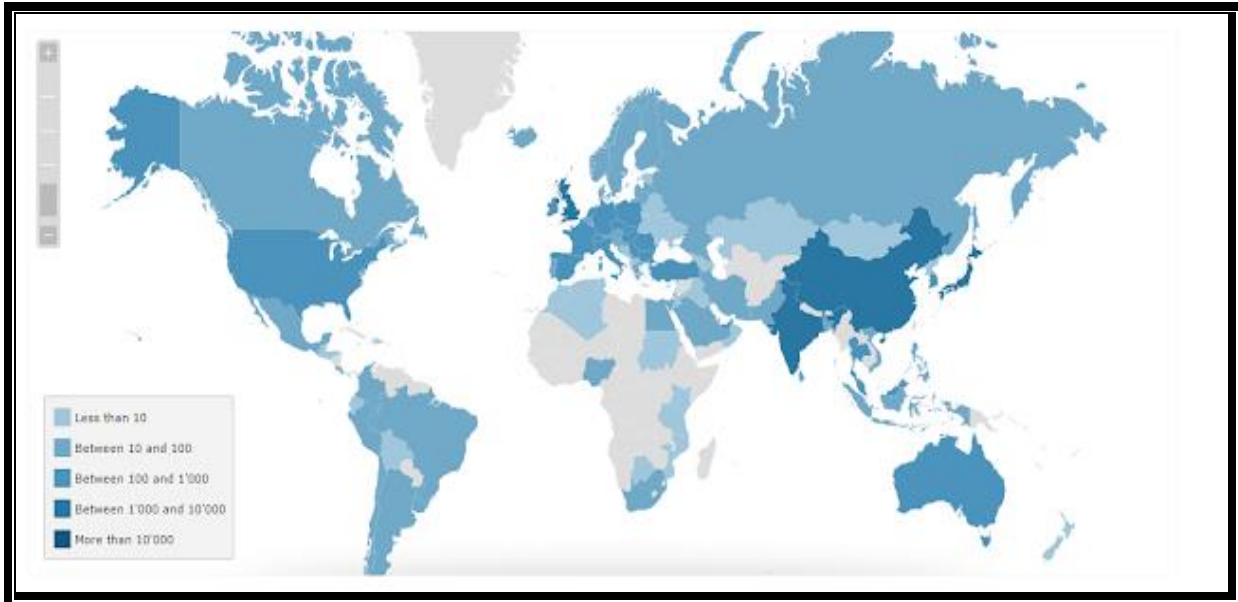 +
−
Less than 10
Between 10 and 100
Between 100 and 1'000
Between 1'000 and 10'000
More than 10'000